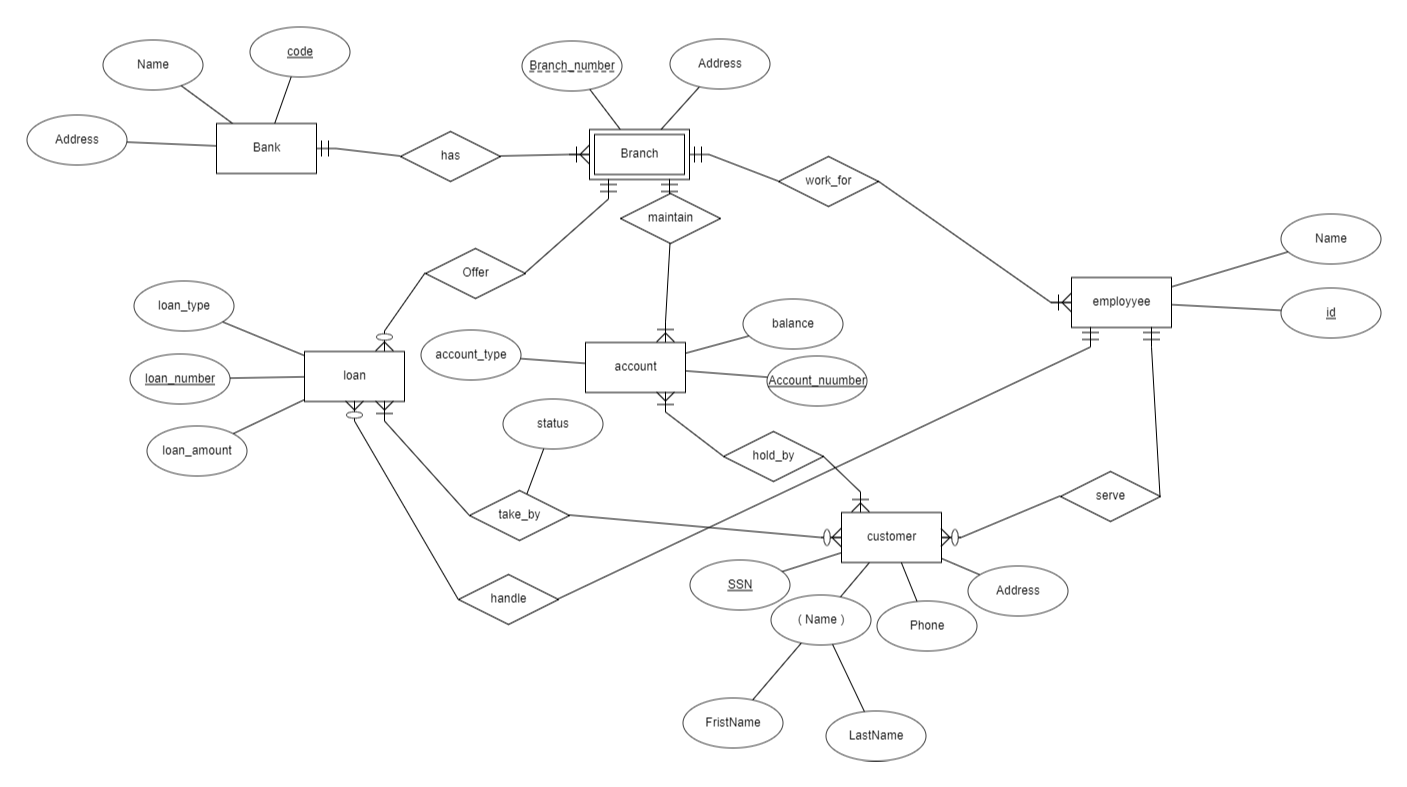 code
Name
Branch_number
Address
Address
Bank
has
Branch
work_for
maintain
Name
Offer
employyee
loan_type
id
balance
account_type
account
loan
loan_number
Account_nuumber
status
loan_amount
hold_by
serve
take_by
customer
SSN
Address
handle
( Name )
Phone
FristName
LastName